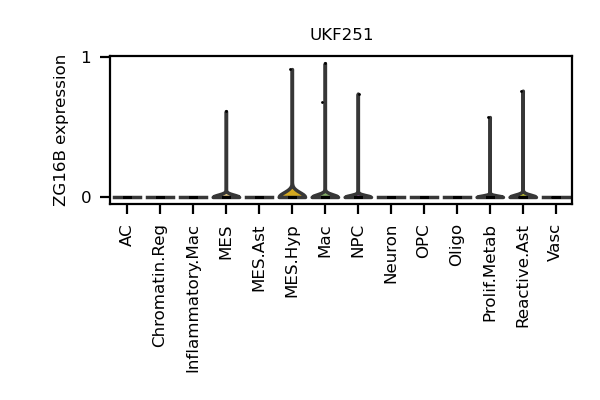 UKF251
ZG16B expression
1
0
AC
Chromatin.Reg
Inflammatory.Mac
MES
MES.Ast
MES.Hyp
Mac
NPC
Neuron
OPC
Oligo
Prolif.Metab
Reactive.Ast
Vasc